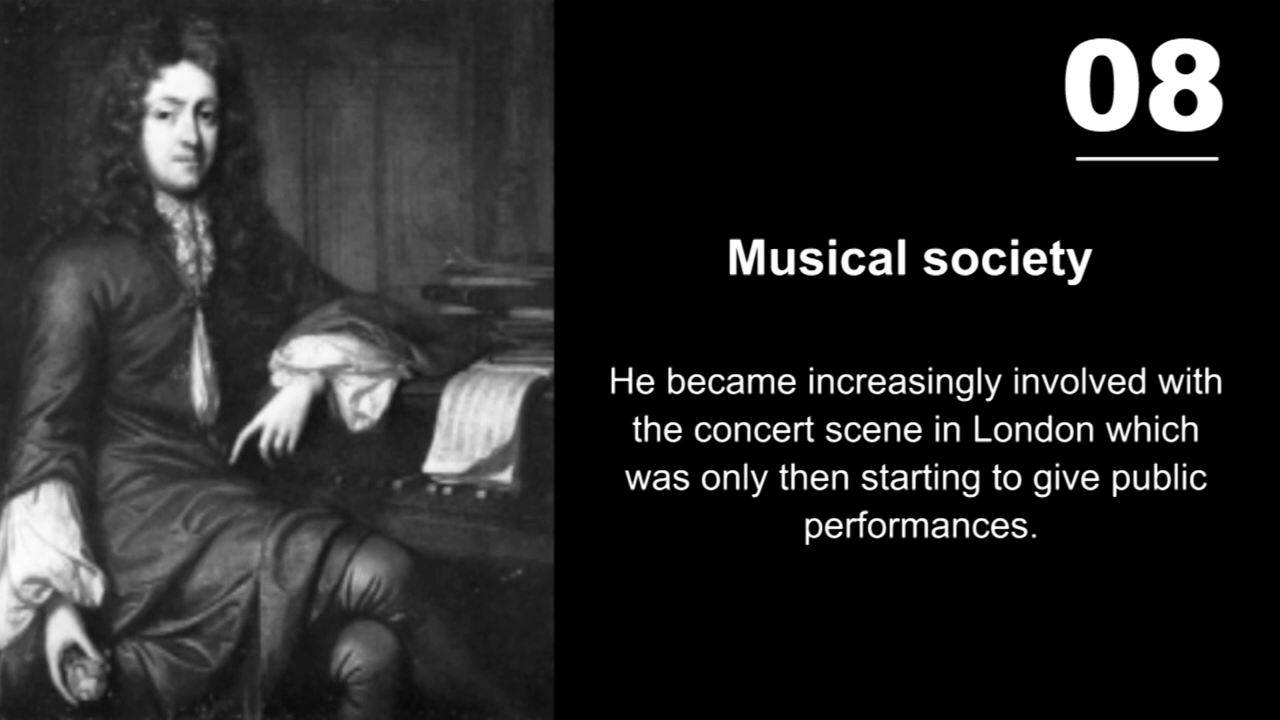 08
Musical society
He became increasingly involved with
the concert scene in London which
was only then starting to give public
performances.